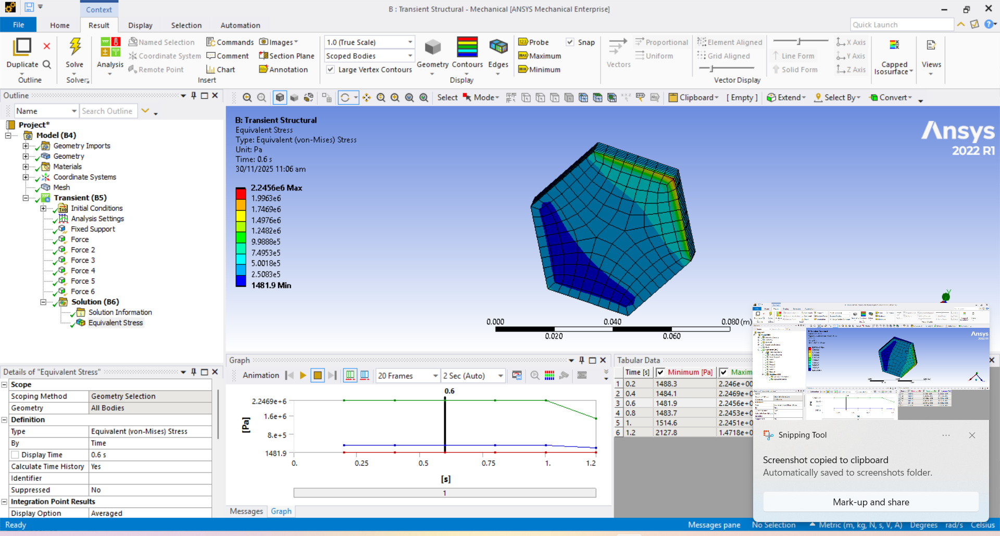 Context
B : Transient Structural - Mechanical [ANSYS Mechanical Enterprise]
File Home Result Display Selection Automation
Quick Launch
Duplicate
Outline
Solve
Solver
Analysis
Named Selection
Coordinate System
Remote Point
Commands
Comment
Chart
Images
Section Plane
Annotation
Insert
1.0 (True Scale)
Scoped Bodies
Large Vertex Contours
Geometry
Contours
Edges
Display
Probe
Maximum
Minimum
Snap
Vectors
Proportional
Uniform
Element Aligned
Grid Aligned
Line Form
Solid Form
X Axis
Y Axis
Z Axis
Vector Display
Capped
Isosurface
Views
Outline
Name
Search Outline
Select Mode
Clipboard [ Empty ] Extend Select By Convert
Project*
Model (B4)
Geometry Imports
Geometry
Materials
Coordinate Systems
Mesh
Transient (B5)
Initial Conditions
Analysis Settings
Fixed Support
Force
Force 2
Force 3
Force 4
Force 5
Force 6
Solution (B6)
Solution Information
Equivalent Stress
B: Transient Structural
Equivalent Stress
Type: Equivalent (von-Mises) Stress
Unit: Pa
Time: 0.6 s
30/11/2025 11:06 am
2.2456e6 Max
1.9963e6
1.7469e6
1.4976e6
1.2482e6
9.9888e5
7.4953e5
5.0018e5
2.5083e5
1481.9 Min
Ansys
2022 R1
Y
0.000 0.040 0.080 (m)
0.020 0.060
Details of "Equivalent Stress"
Scope
Scoping Method Geometry Selection
Geometry All Bodies
Definition
Type Equivalent (von-Mises) Stress
By Time
Display Time 0.6 s
Calculate Time History Yes
Identifier
Suppressed No
Integration Point Results
Display Option Averaged
Graph
Animation 20 Frames 2 Sec (Auto)
0.6
2.2469e+6
1.6e+6
8.e+5
1481.9
[Pa]
0. 0.25 0.5 0.75 1. 1.2
[s]
1
Messages Graph
Tabular Data
Time [s] Minimum [Pa] Maxim
1 0.2 1488.3 2.246e+00
2 0.4 1484.1 2.2469e+0
3 0.6 1481.9 2.2456e+0
4 0.8 1483.7 2.2453e+0
5 1. 1514.6 2.2451e+0
6 1.2 2127.8 1.4718e+0
Snipping Tool
Screenshot copied to clipboard
Automatically saved to screenshots folder.
Mark-up and share
Ready
Messages pane No Selection Metric (m, kg, N, s, V, A) Degrees rad/s Celsius